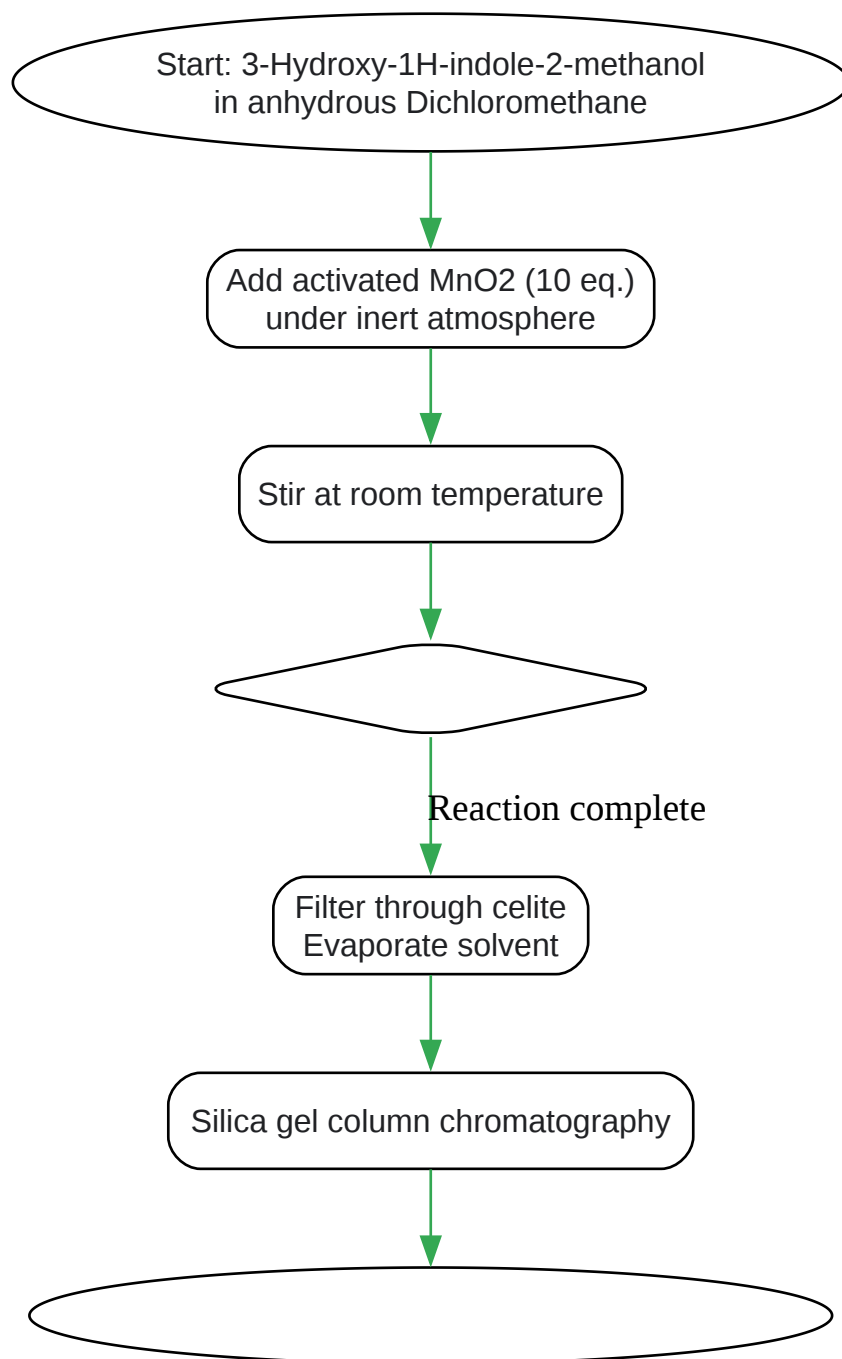 Start: 3-Hydroxy-1H-indole-2-methanol
in anhydrous Dichloromethane
Add activated MnO2 (10 eq.)
under inert atmosphere
Stir at room temperature
Reaction complete
Filter through celite
Evaporate solvent
Silica gel column chromatography